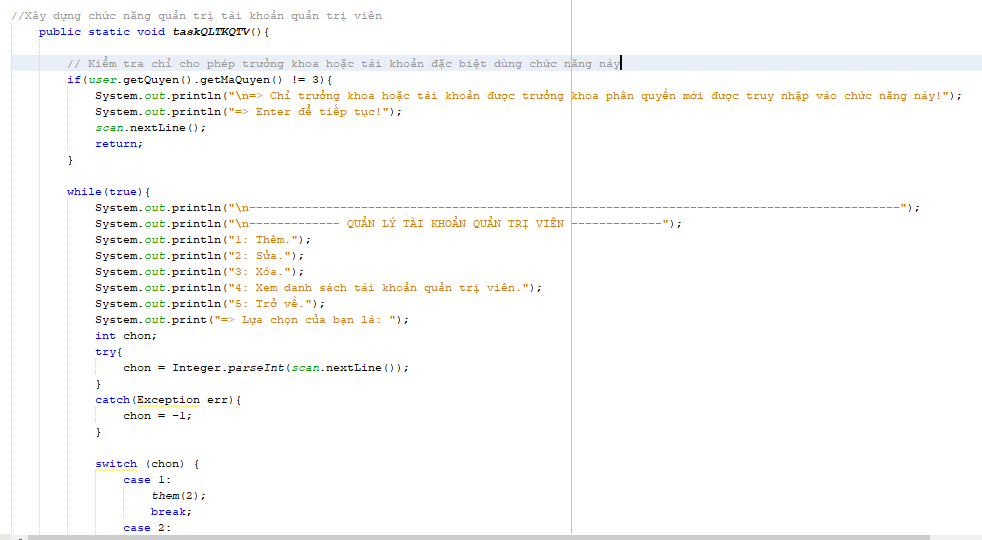 //Xây dựng chức năng quản trị tài khoản quản trị viên
public static void taskQLTKQTV(){
// Kiểm tra chỉ cho phép trưởng khoa hoặc tài khoản đặc biệt dùng chức năng này
if(user.getQuyen().getMaQuyen() != 3){
System.out.println("\n=> Chỉ trưởng khoa hoặc tài khoản được trưởng khoa phân quyền mới được truy nhập vào chức năng này!");
System.out.println("=> Enter để tiếp tục!");
scan.nextLine();
return;
}
while(true){
System.out.println("\n---------------------------------------------------------------------------------------------");
System.out.println("\n------------- QUẢN LÝ TÀI KHOẢN QUẢN TRỊ VIÊN -------------");
System.out.println("1: Thêm.");
System.out.println("2: Sửa.");
System.out.println("3: Xóa.");
System.out.println("4: Xem danh sách tài khoản quản trị viên.");
System.out.println("5: Trở về.");
System.out.print("=> Lựa chọn của bạn là: ");
int chon;
try{
chon = Integer.parseInt(scan.nextLine());
}
catch(Exception err){
chon = -1;
}
switch (chon) {
case 1:
them(2);
break;
case 2: